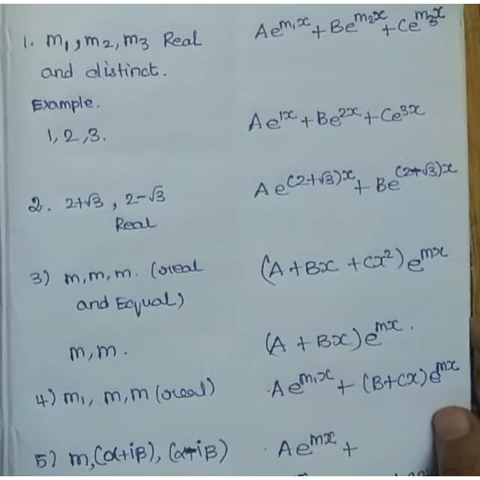 1. m₁, m₂, m₃ Real Ae^m₁x + Be^m₂x + Ce^m₃x
and distinct.
Example.
1, 2, 3. Ae^1x + Be^2x + Ce^3x
2. 2+√3, 2-√3 Ae^(2+√3)x + Be^(2-√3)x
Real
3) m, m, m. (real (A + Bx + Cx²) e^mx
and Equal)
m, m. (A + Bx) e^mx.
4) m₁, m, m (real) Ae^m₁x + (B+Cx) e^mx
5) m, (α+iβ), (α-iβ) Ae^mx +